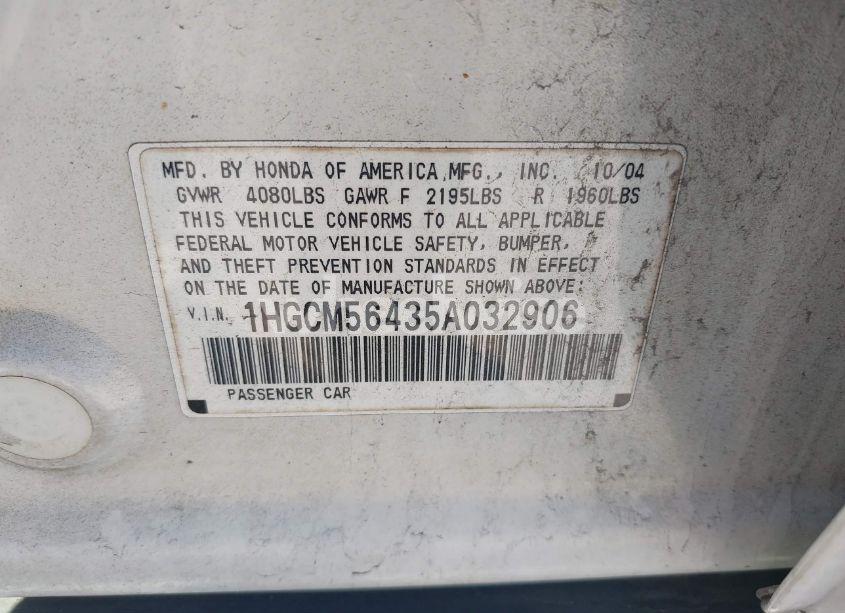 MFD. BY HONDA OF AMERICA MFG., INC. 10/04
GVWR 4080LBS GAWR F 2195LBS R 1960LBS
THIS VEHICLE CONFORMS TO ALL APPLICABLE
FEDERAL MOTOR VEHICLE SAFETY, BUMPER,
AND THEFT PREVENTION STANDARDS IN EFFECT
ON THE DATE OF MANUFACTURE SHOWN ABOVE:
V.I.N. 1HGCM56435A032906
PASSENGER CAR